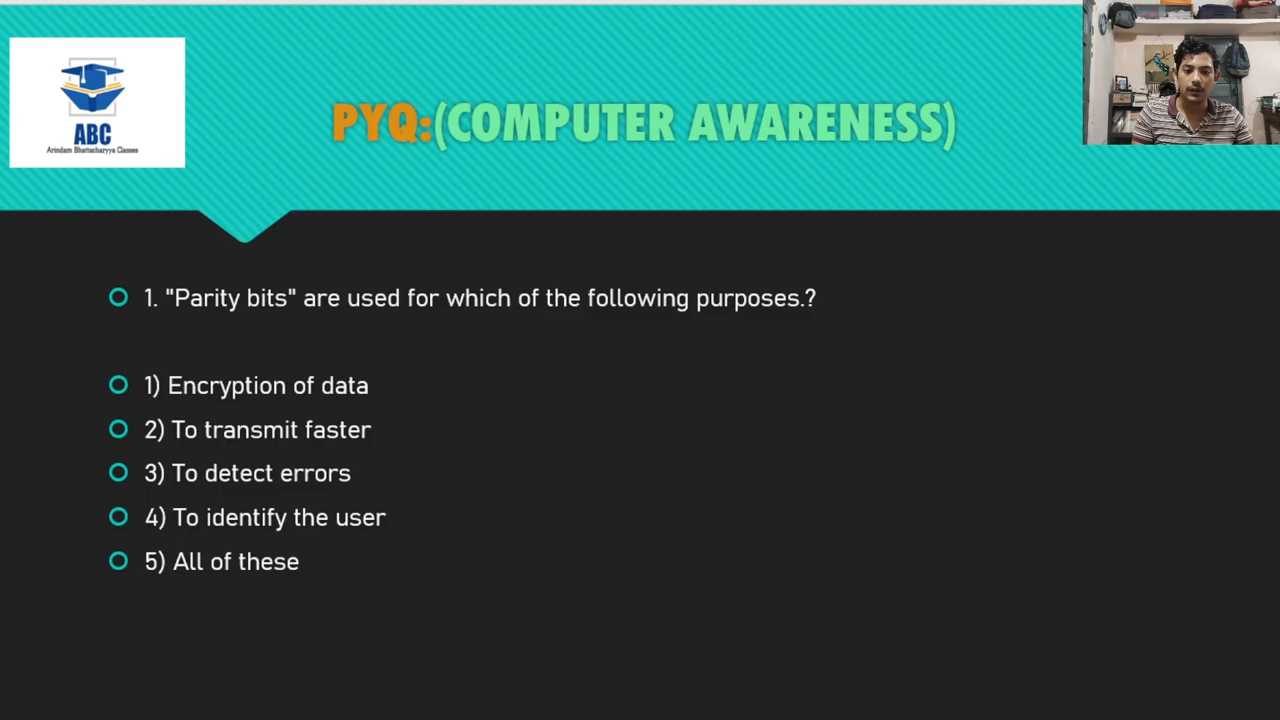 ABC
Arindam Bhattacharyya Classes
PYQ:(COMPUTER AWARENESS)
1. "Parity bits" are used for which of the following purposes.?
1) Encryption of data
2) To transmit faster
3) To detect errors
4) To identify the user
5) All of these